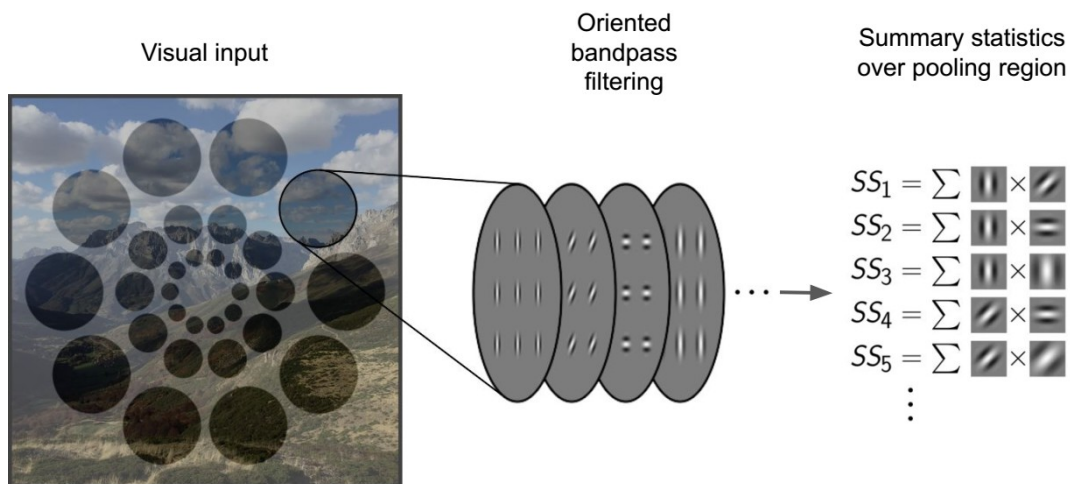 Visual input
Oriented
bandpass
filtering
Summary statistics
over pooling region
SS₁ = ∑ ×
SS₂ = ∑ ×
SS₃ = ∑ ×
SS₄ = ∑ ×
SS₅ = ∑ ×